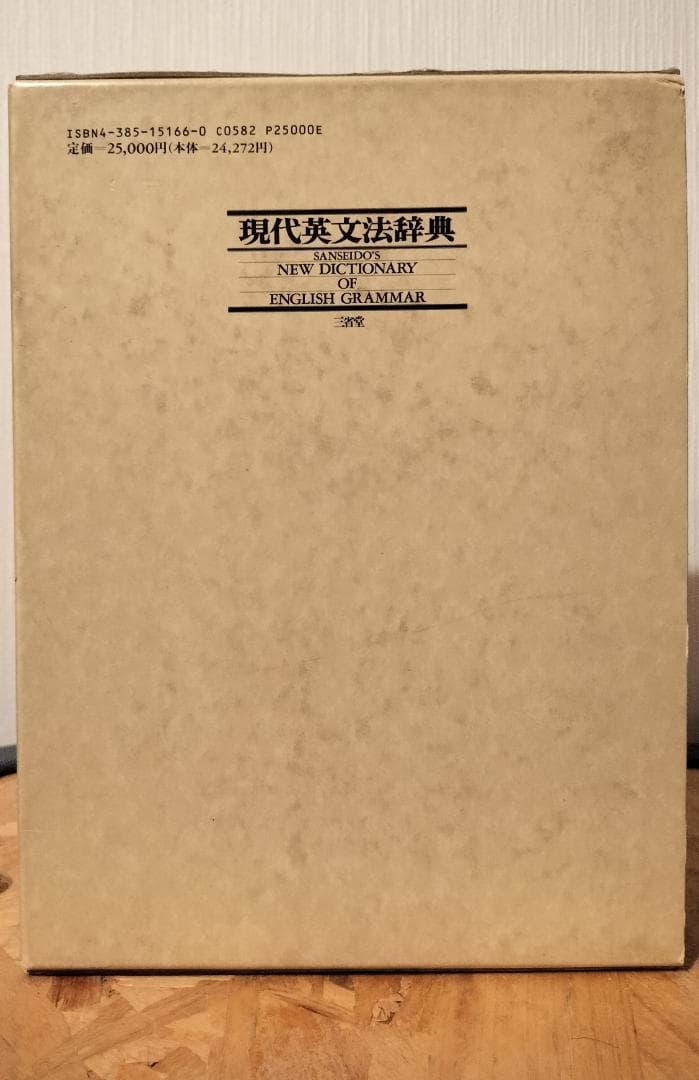 ISBN4-385-15166-0 C0582 P25000E
定価=25,000円(本体=24,272円)
現代英文法辞典
SANSEIDO'S
NEW DICTIONARY
OF
ENGLISH GRAMMAR
三省堂